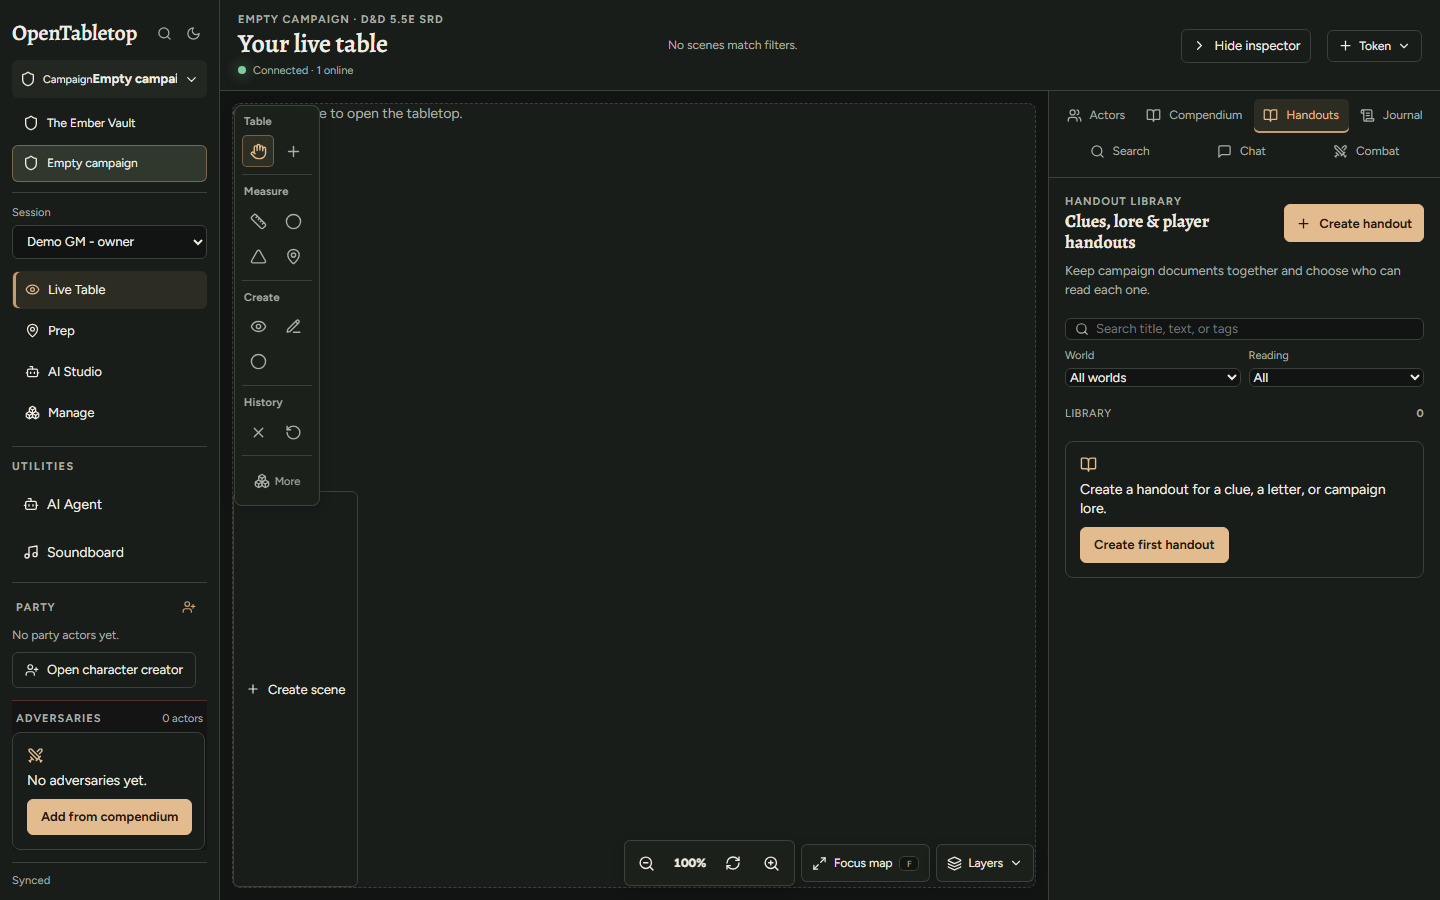 OpenTabletop
CampaignEmpty campai
The Ember Vault
Empty campaign
Session
Demo GM - owner
Live Table
Prep
AI Studio
Manage
UTILITIES
AI Agent
Soundboard
PARTY
No party actors yet.
Open character creator
ADVERSARIES 0 actors
No adversaries yet.
Add from compendium
Synced
EMPTY CAMPAIGN · D&D 5.5E SRD
Your live table
Connected · 1 online
No scenes match filters.
Hide inspector
Token
e to open the tabletop.
Table
Measure
Create
History
More
Create scene
100%
Focus map F
Layers
Actors
Compendium
Handouts
Journal
Search
Chat
Combat
HANDOUT LIBRARY
Clues, lore & player
handouts
Create handout
Keep campaign documents together and choose who can
read each one.
Search title, text, or tags
World
Reading
All worlds
All
LIBRARY 0
Create a handout for a clue, a letter, or campaign
lore.
Create first handout